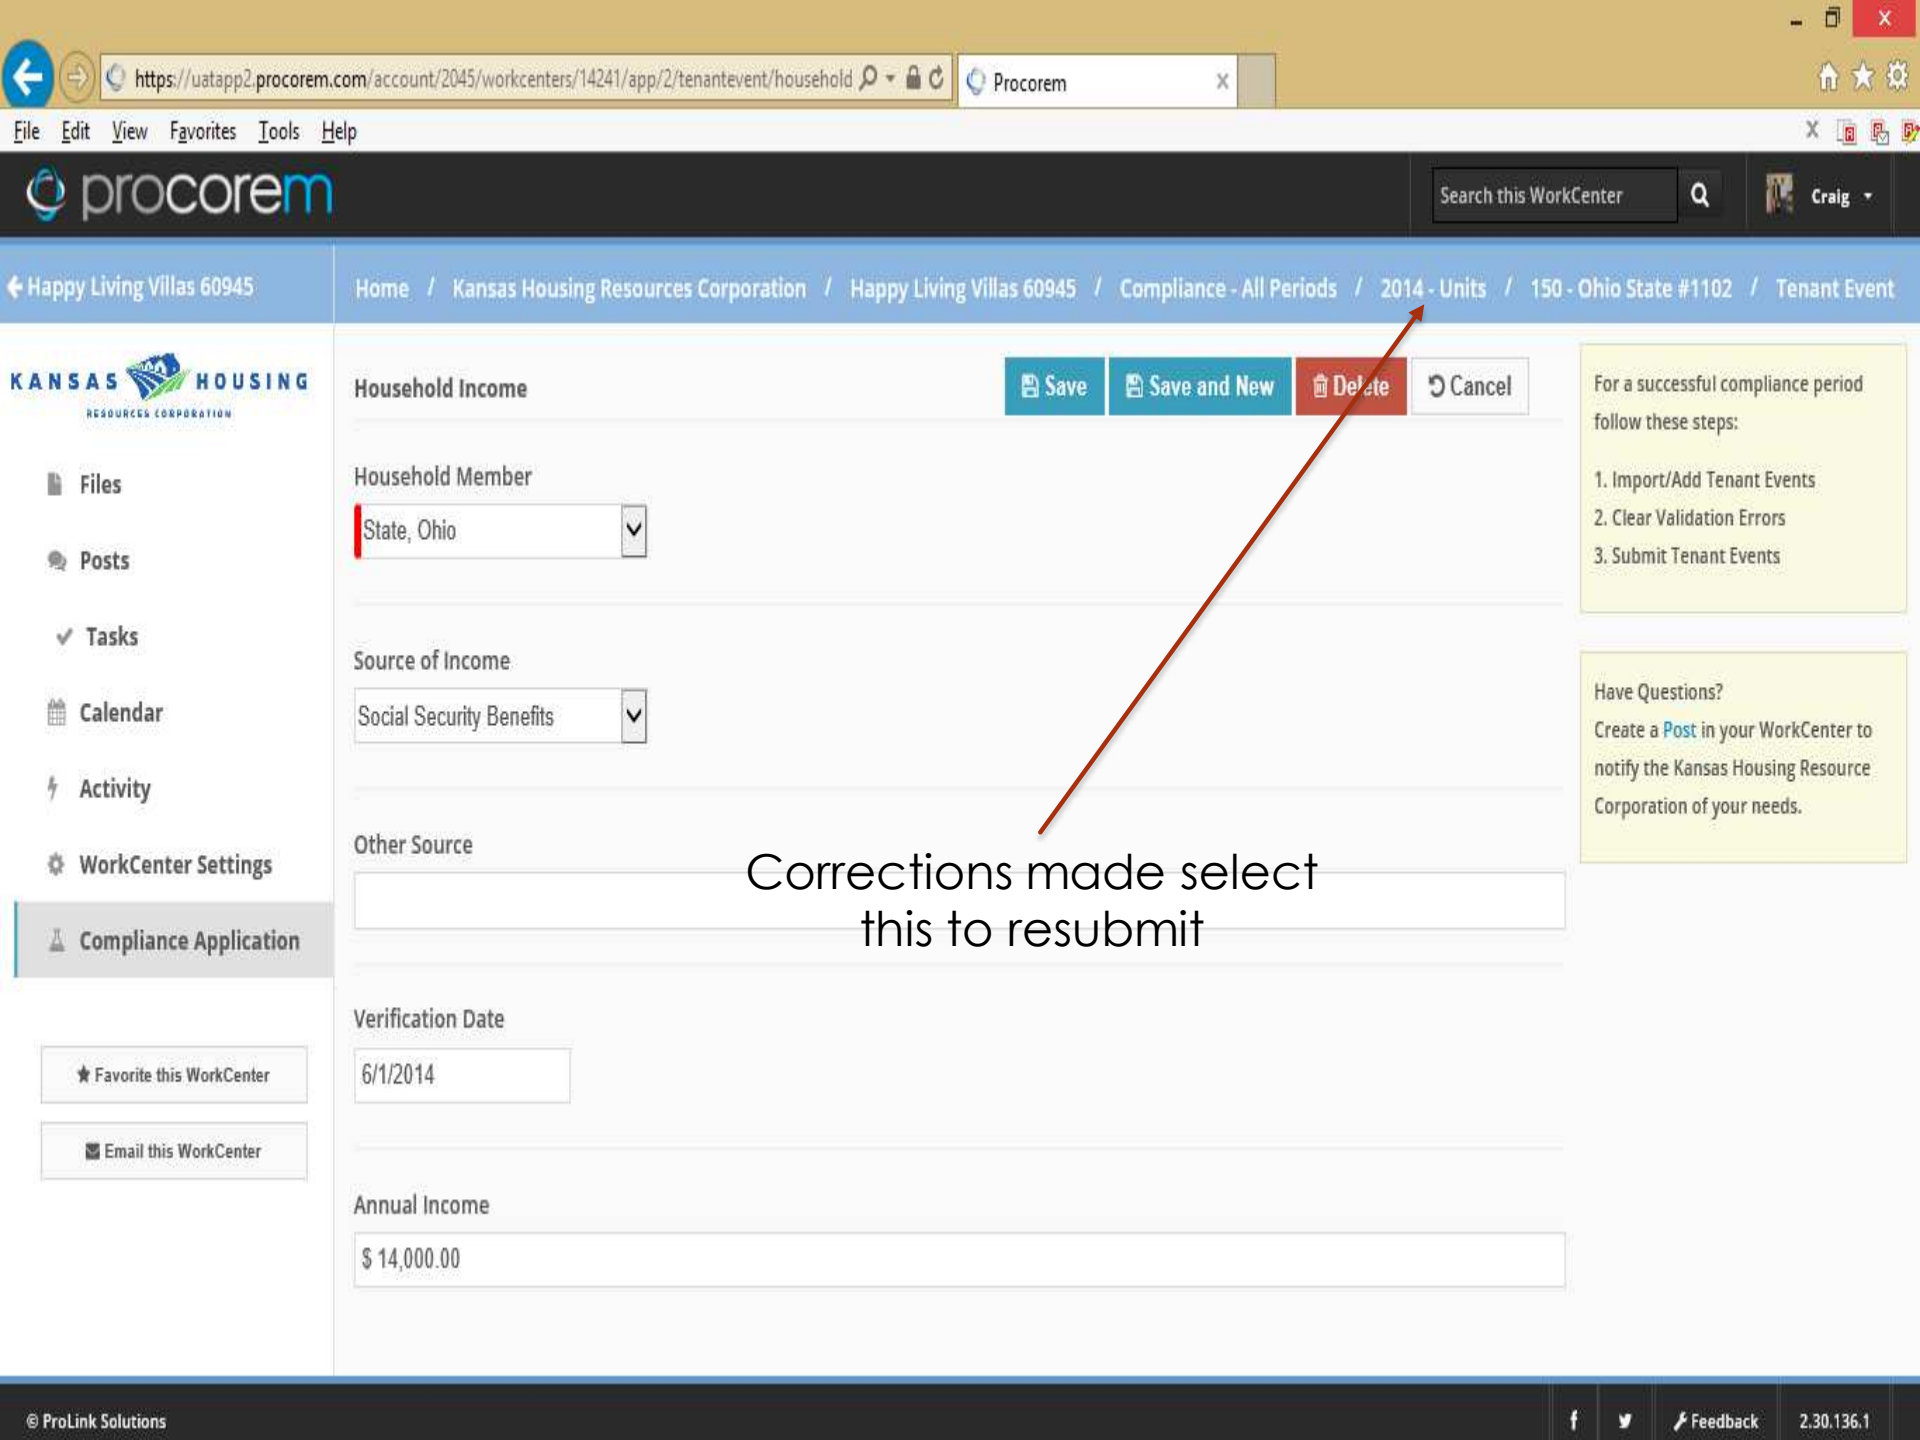 https://uatapp2.procorem.com/account/2045/workcenters/14241/app/2/tenantevent/household
Procorem
File Edit View Favorites Tools Help
procorem
Search this WorkCenter
Craig
Happy Living Villas 60945
Home / Kansas Housing Resources Corporation / Happy Living Villas 60945 / Compliance - All Periods / 2014 - Units / 150 - Ohio State #1102 / Tenant Event
KANSAS HOUSING
RESOURCES CORPORATION
Files
Posts
Tasks
Calendar
Activity
WorkCenter Settings
Compliance Application
Favorite this WorkCenter
Email this WorkCenter
Household Income
Save
Save and New
Delete
Cancel
Household Member
State, Ohio
Source of Income
Social Security Benefits
Other Source
Corrections made select
this to resubmit
Verification Date
6/1/2014
Annual Income
$ 14,000.00
For a successful compliance period
follow these steps:
1. Import/Add Tenant Events
2. Clear Validation Errors
3. Submit Tenant Events
Have Questions?
Create a Post in your WorkCenter to
notify the Kansas Housing Resource
Corporation of your needs.
© ProLink Solutions
Feedback
2.30.136.1